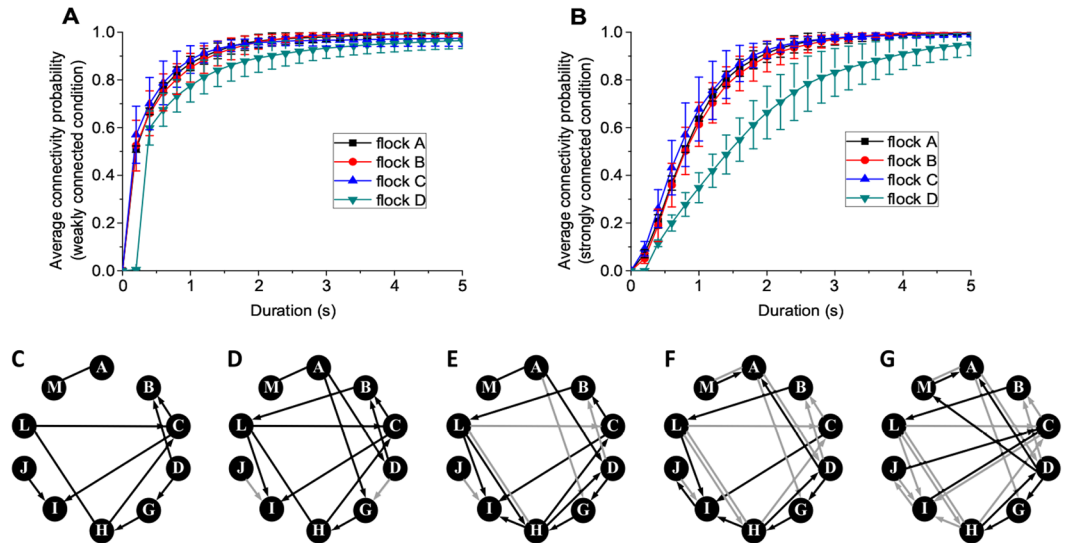 A
Average connectivity probability
(weakly connected condition)
1.0
0.8
0.6
0.4
0.2
0.0
flock A
flock B
flock C
flock D
0 1 2 3 4 5
Duration (s)
B
Average connectivity probability
(strongly connected condition)
1.0
0.8
0.6
0.4
0.2
0.0
flock A
flock B
flock C
flock D
0 1 2 3 4 5
Duration (s)
C
A
M B
L C
J D
I G
H
D
A
M B
L C
J D
I G
H
E
A
M B
L C
J D
I G
H
F
A
M B
L C
J D
I G
H
G
A
M B
L C
J D
I G
H